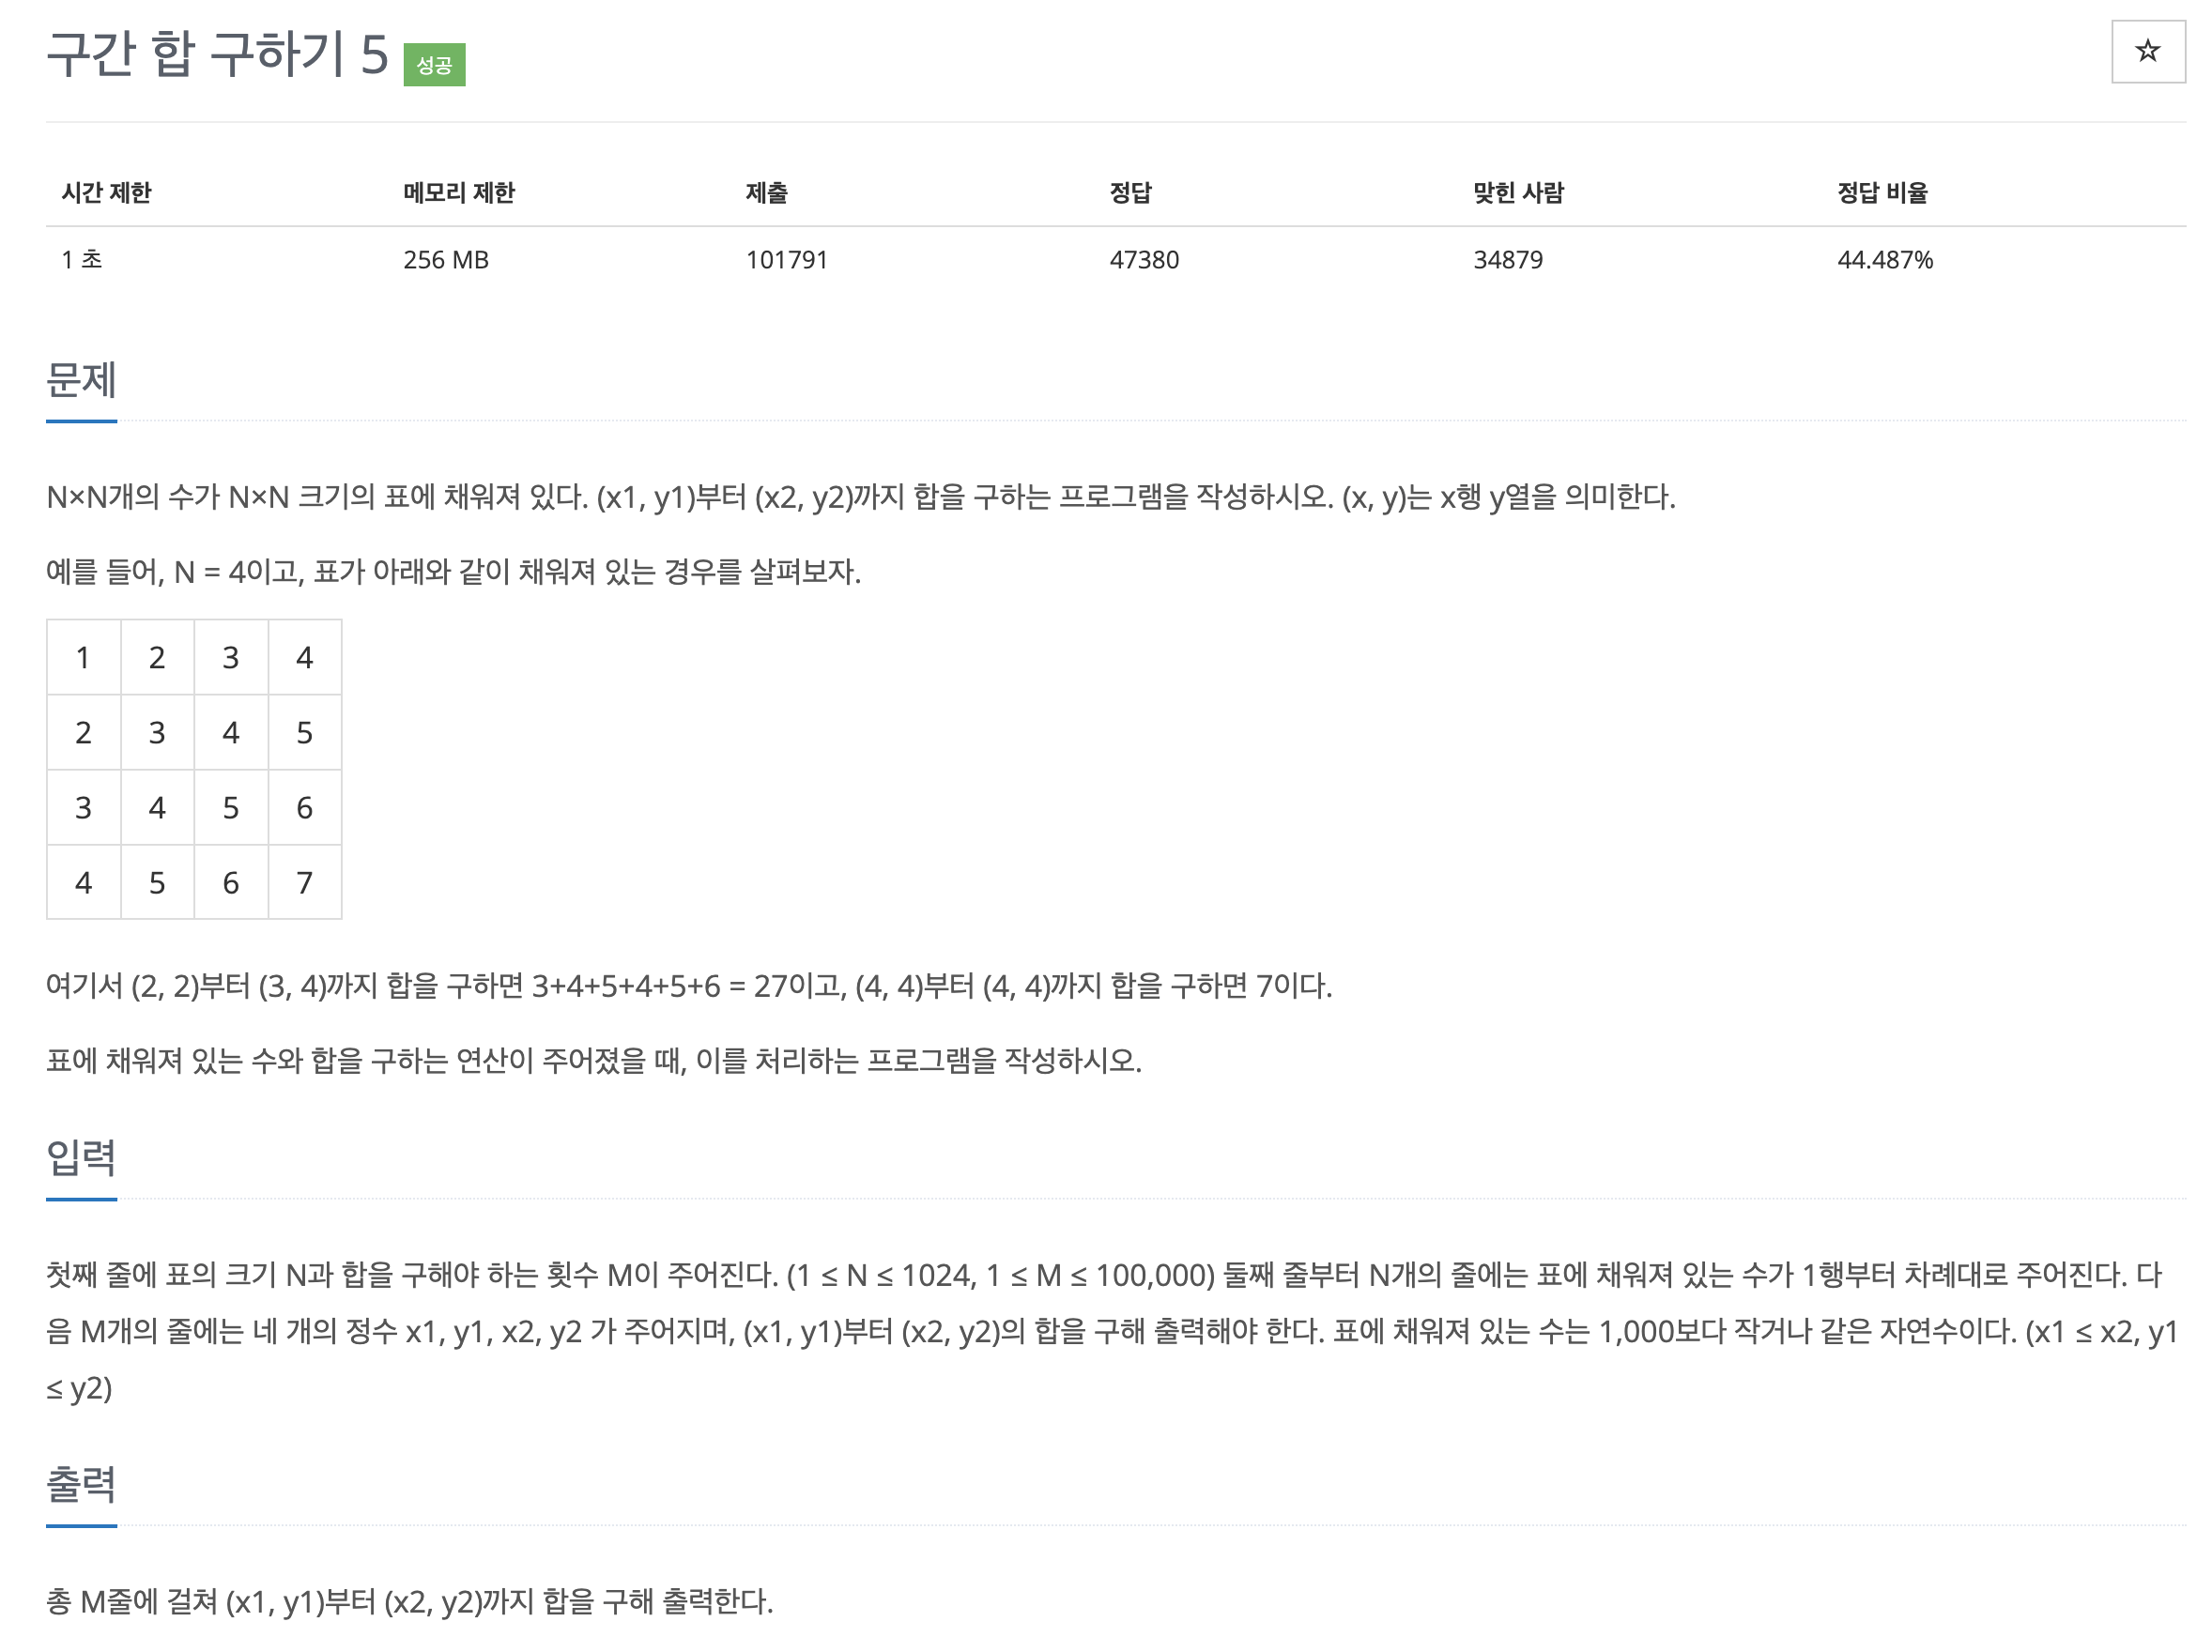 구간 합 구하기 5 성공
☆
시간 제한 메모리 제한 제출 정답 맞힌 사람 정답 비율
1 초 256 MB 101791 47380 34879 44.487%
문제
N×N개의 수가 N×N 크기의 표에 채워져 있다. (x1, y1)부터 (x2, y2)까지 합을 구하는 프로그램을 작성하시오. (x, y)는 x행 y열을 의미한다.
예를 들어, N = 4이고, 표가 아래와 같이 채워져 있는 경우를 살펴보자.
1 2 3 4
2 3 4 5
3 4 5 6
4 5 6 7
여기서 (2, 2)부터 (3, 4)까지 합을 구하면 3+4+5+4+5+6 = 27이고, (4, 4)부터 (4, 4)까지 합을 구하면 7이다.
표에 채워져 있는 수와 합을 구하는 연산이 주어졌을 때, 이를 처리하는 프로그램을 작성하시오.
입력
첫째 줄에 표의 크기 N과 합을 구해야 하는 횟수 M이 주어진다. (1 ≤ N ≤ 1024, 1 ≤ M ≤ 100,000) 둘째 줄부터 N개의 줄에는 표에 채워져 있는 수가 1행부터 차례대로 주어진다. 다
음 M개의 줄에는 네 개의 정수 x1, y1, x2, y2 가 주어지며, (x1, y1)부터 (x2, y2)의 합을 구해 출력해야 한다. 표에 채워져 있는 수는 1,000보다 작거나 같은 자연수이다. (x1 ≤ x2, y1
≤ y2)
출력
총 M줄에 걸쳐 (x1, y1)부터 (x2, y2)까지 합을 구해 출력한다.